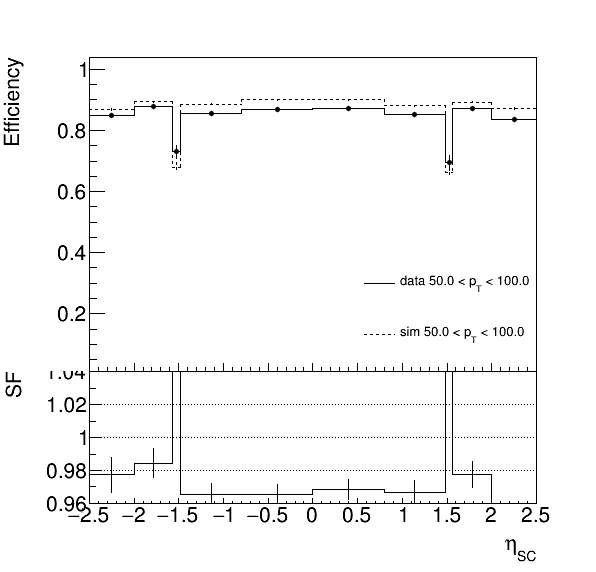 Efficiency
1
0.8
0.6
0.4
0.2
data 50.0 < p_T < 100.0
sim 50.0 < p_T < 100.0
SF
1.04
1.02
1
0.98
0.96
−2.5 −2 −1.5 −1 −0.5 0 0.5 1 1.5 2 2.5
η_SC